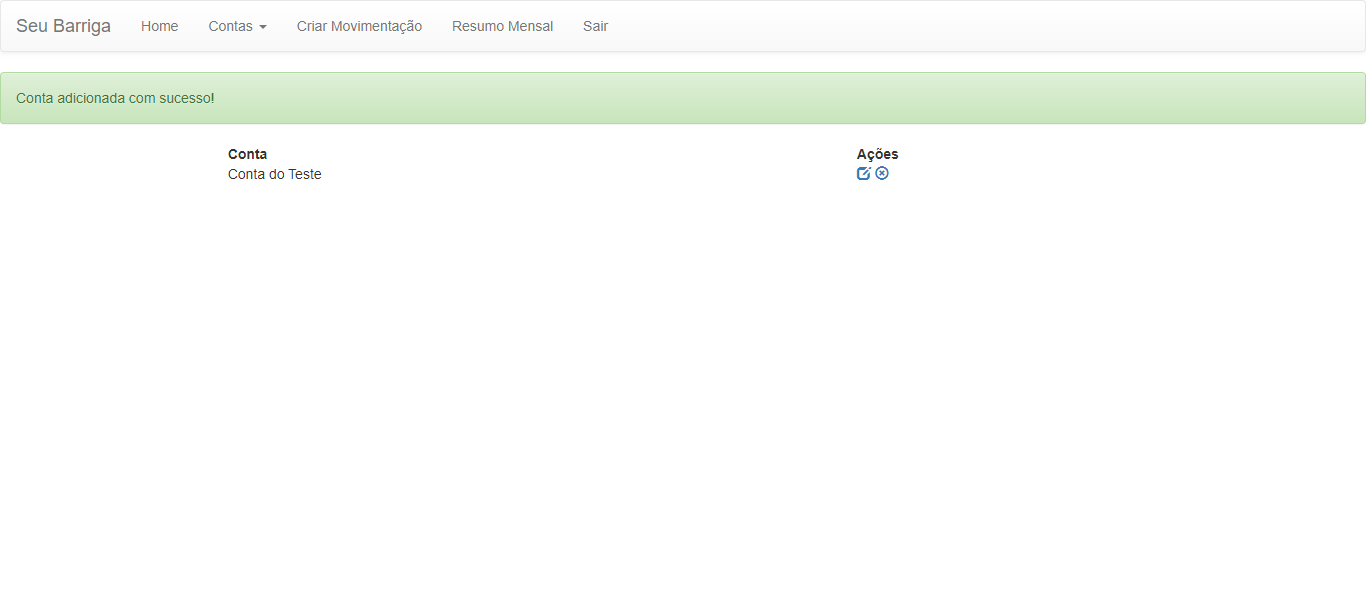 Seu Barriga Home Contas Criar Movimentação Resumo Mensal Sair
Conta adicionada com sucesso!
Conta Ações
Conta do Teste